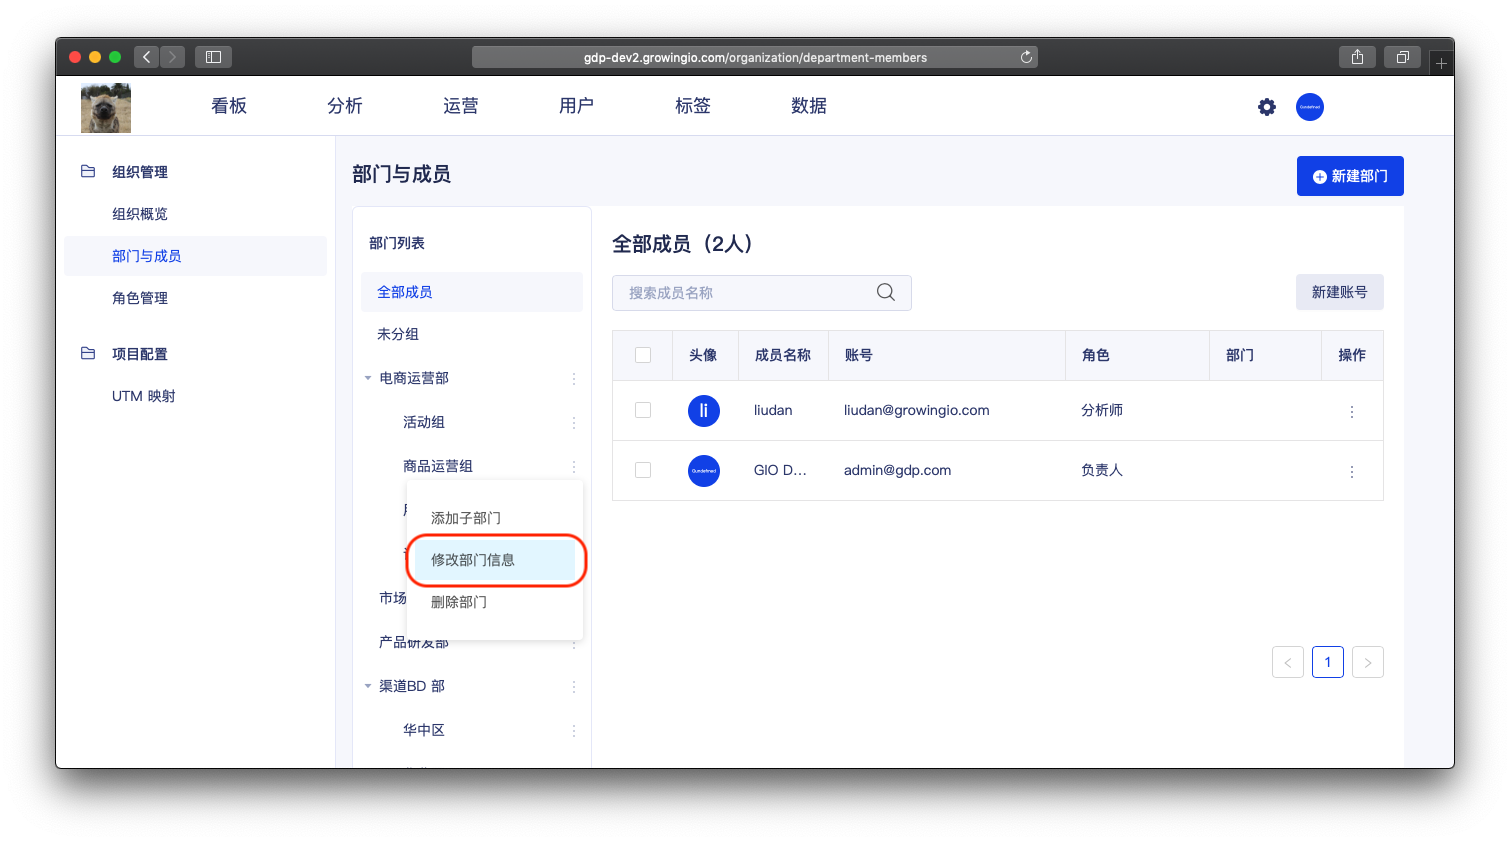 gdp-dev2.growingio.com/organization/department-members
看板
分析
运营
用户
标签
数据
组织管理
组织概览
部门与成员
角色管理
项目配置
UTM 映射
部门与成员
新建部门
部门列表
全部成员
未分组
电商运营部
活动组
商品运营组
添加子部门
修改部门信息
删除部门
市场
产品研发部
渠道BD 部
华中区
全部成员（2人）
搜索成员名称
新建账号
头像 成员名称 账号 角色 部门 操作
li liudan liudan@growingio.com 分析师
Gundefined GIO D... admin@gdp.com 负责人
< 1 >